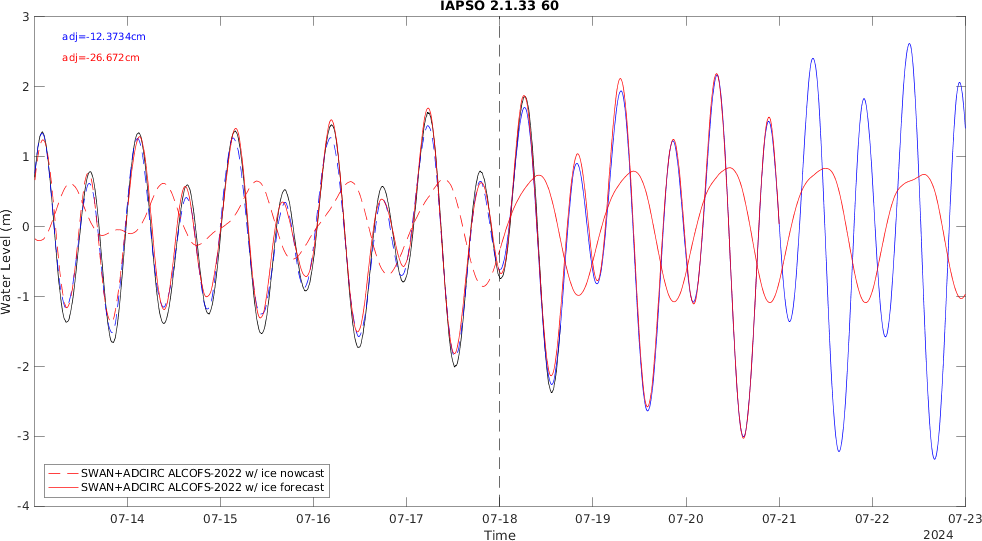 IAPSO 2.1.33 60
adj=-12.3734cm
adj=-26.672cm
3
2
1
0
-1
-2
-3
-4
Water Level (m)
SWAN+ADCIRC ALCOFS-2022 w/ ice nowcast
SWAN+ADCIRC ALCOFS-2022 w/ ice forecast
07-14 07-15 07-16 07-17 07-18 07-19 07-20 07-21 07-22 07-23
Time
2024